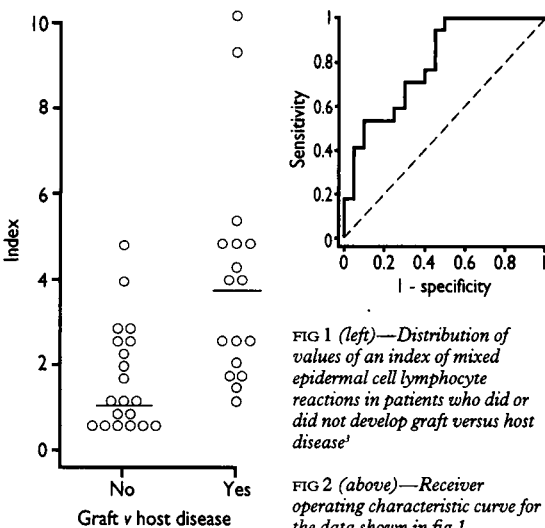 10
8
6
4
2
0
Index
No
Yes
Graft v host disease
1
0.8
0.6
0.4
0.2
0
Sensitivity
0
0.2
0.4
0.6
0.8
1
1 - specificity
FIG 1 (left)—Distribution of
values of an index of mixed
epidermal cell lymphocyte
reactions in patients who did or
did not develop graft versus host
disease³
FIG 2 (above)—Receiver
operating characteristic curve for
the data shown in fig 1